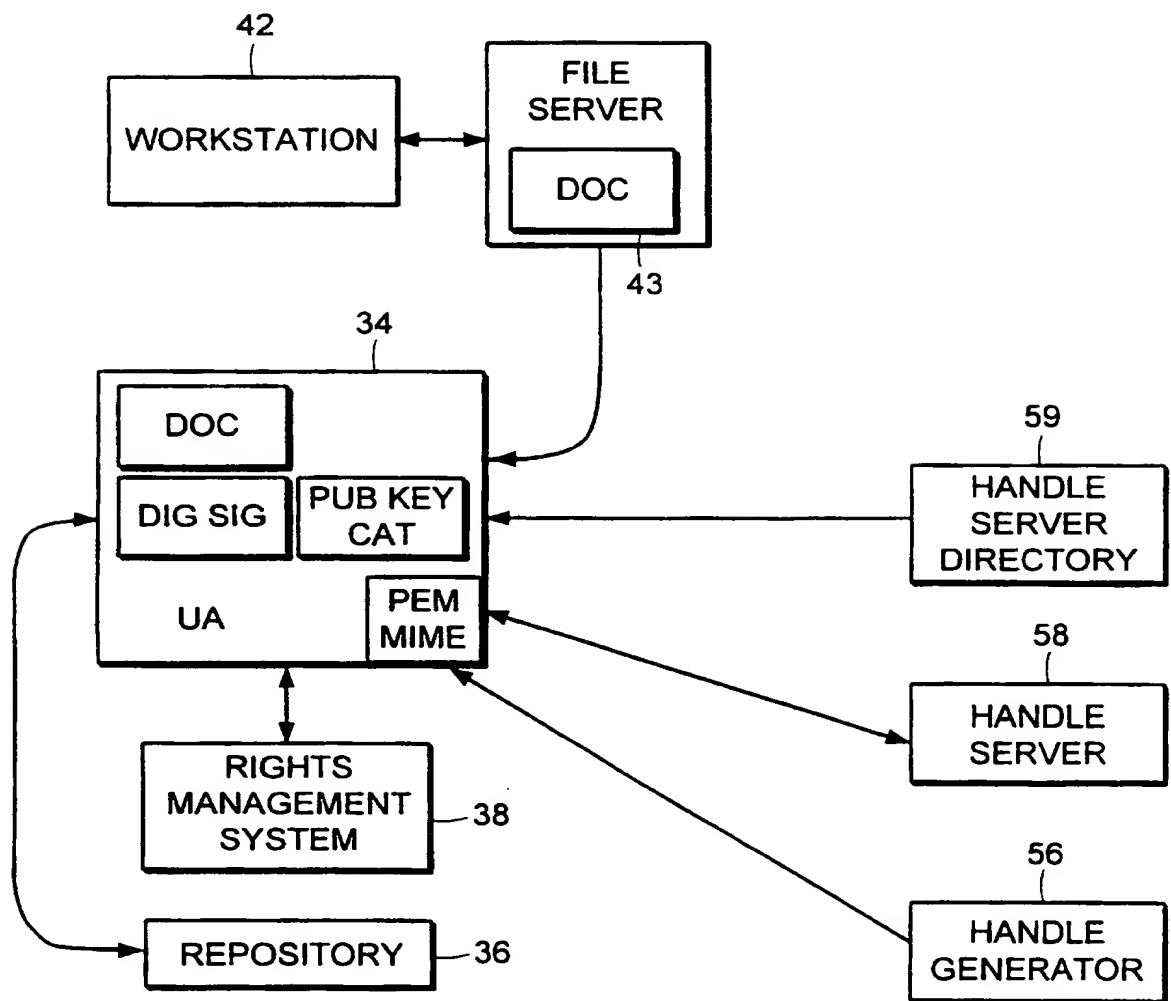 42
WORKSTATION
FILE
SERVER
DOC
43
34
DOC
DIG SIG
PUB KEY
CAT
UA
PEM
MIME
59
HANDLE
SERVER
DIRECTORY
58
HANDLE
SERVER
RIGHTS
MANAGEMENT
SYSTEM
38
56
HANDLE
GENERATOR
REPOSITORY
36